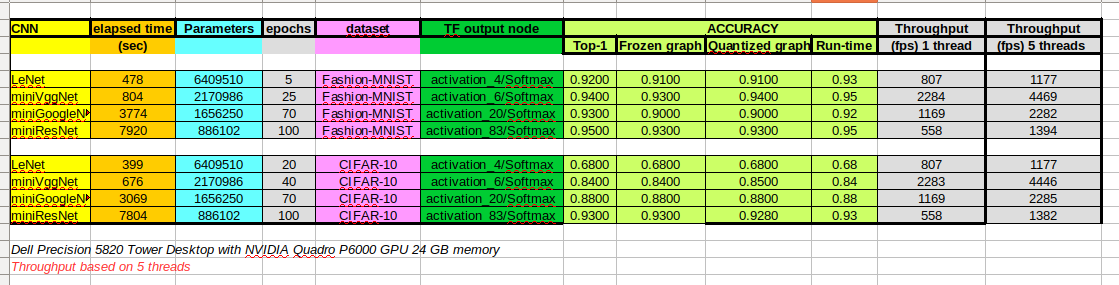 CNN elapsed time Parameters epochs dataset TF output node ACCURACY Throughput Throughput
(sec) Top-1 Frozen graph Quantized graph Run-time (fps) 1 thread (fps) 5 threads
LeNet 478 6409510 5 Fashion-MNIST activation_4/Softmax 0.9200 0.9100 0.9100 0.93 807 1177
miniVggNet 804 2170986 25 Fashion-MNIST activation_6/Softmax 0.9400 0.9300 0.9400 0.95 2284 4469
miniGoogleN 3774 1656250 70 Fashion-MNIST activation_20/Softmax 0.9300 0.9000 0.9000 0.92 1169 2282
miniResNet 7920 886102 100 Fashion-MNIST activation_83/Softmax 0.9500 0.9300 0.9300 0.95 558 1394
LeNet 399 6409510 20 CIFAR-10 activation_4/Softmax 0.6800 0.6800 0.6800 0.68 807 1177
miniVggNet 676 2170986 40 CIFAR-10 activation_6/Softmax 0.8400 0.8400 0.8500 0.84 2283 4446
miniGoogleN 3069 1656250 70 CIFAR-10 activation_20/Softmax 0.8800 0.8800 0.8800 0.88 1169 2285
miniResNet 7804 886102 100 CIFAR-10 activation_83/Softmax 0.9300 0.9300 0.9280 0.93 558 1382
Dell Precision 5820 Tower Desktop with NVIDIA Quadro P6000 GPU 24 GB memory
Throughput based on 5 threads